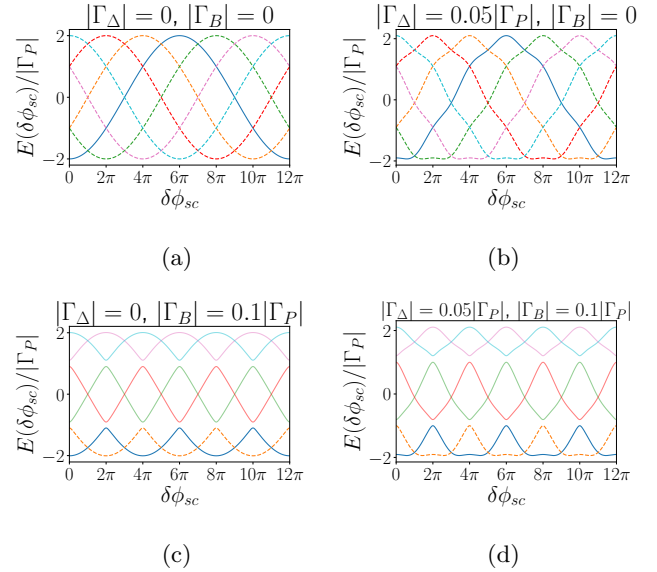 |Γ_Δ| = 0, |Γ_B| = 0
|Γ_Δ| = 0.05|Γ_P|, |Γ_B| = 0
E(δϕ_sc)/|Γ_P|
2
0
−2
0 2π 4π 6π 8π 10π 12π
δϕ_sc
E(δϕ_sc)/|Γ_P|
2
0
−2
0 2π 4π 6π 8π 10π 12π
δϕ_sc
(a)
(b)
|Γ_Δ| = 0, |Γ_B| = 0.1|Γ_P|
|Γ_Δ| = 0.05|Γ_P|, |Γ_B| = 0.1|Γ_P|
E(δϕ_sc)/|Γ_P|
2
0
−2
0 2π 4π 6π 8π 10π 12π
δϕ_sc
E(δϕ_sc)/|Γ_P|
2
0
−2
0 2π 4π 6π 8π 10π 12π
δϕ_sc
(c)
(d)